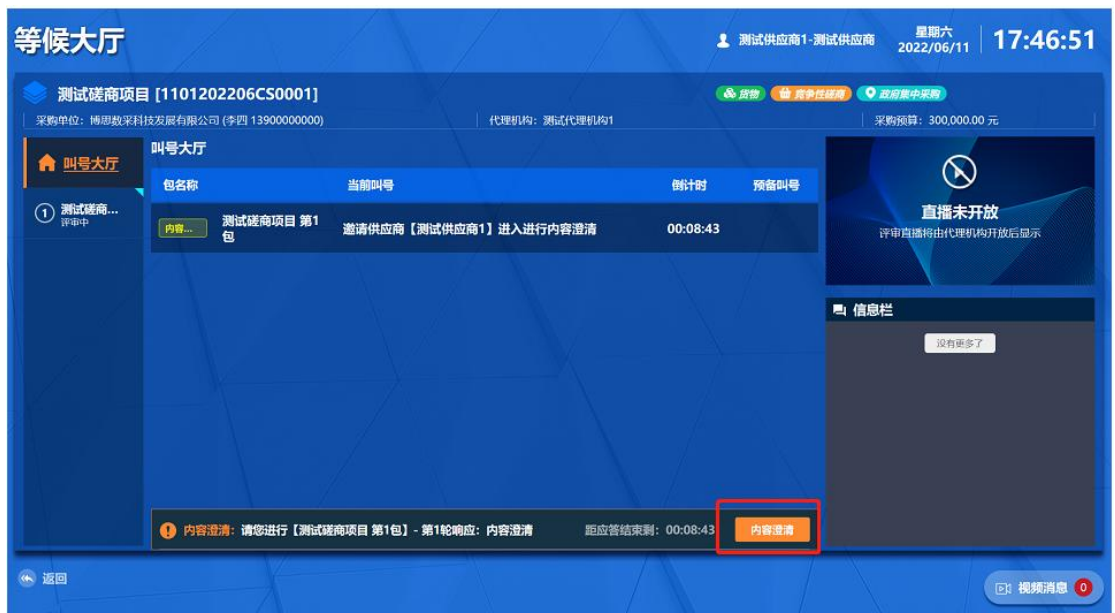 等候大厅
测试供应商1-测试供应商
星期六
2022/06/11
17:46:51
测试磋商项目 [1101202206CS0001]
货物
竞争性磋商
政府集中采购
采购单位：博思数采科技发展有限公司 (李四 13900000000)
代理机构：测试代理机构1
采购预算：300,000.00 元
叫号大厅
1 测试磋商...
评审中
叫号大厅
包名称 当前叫号 倒计时 预备叫号
内容... 测试磋商项目 第1包 邀请供应商【测试供应商1】进入进行内容澄清 00:08:43
直播未开放
评审直播将由代理机构开放后显示
信息栏
没有更多了
内容澄清：请您进行【测试磋商项目 第1包】- 第1轮响应：内容澄清
距应答结束剩：00:08:43
内容澄清
返回
视频消息 0